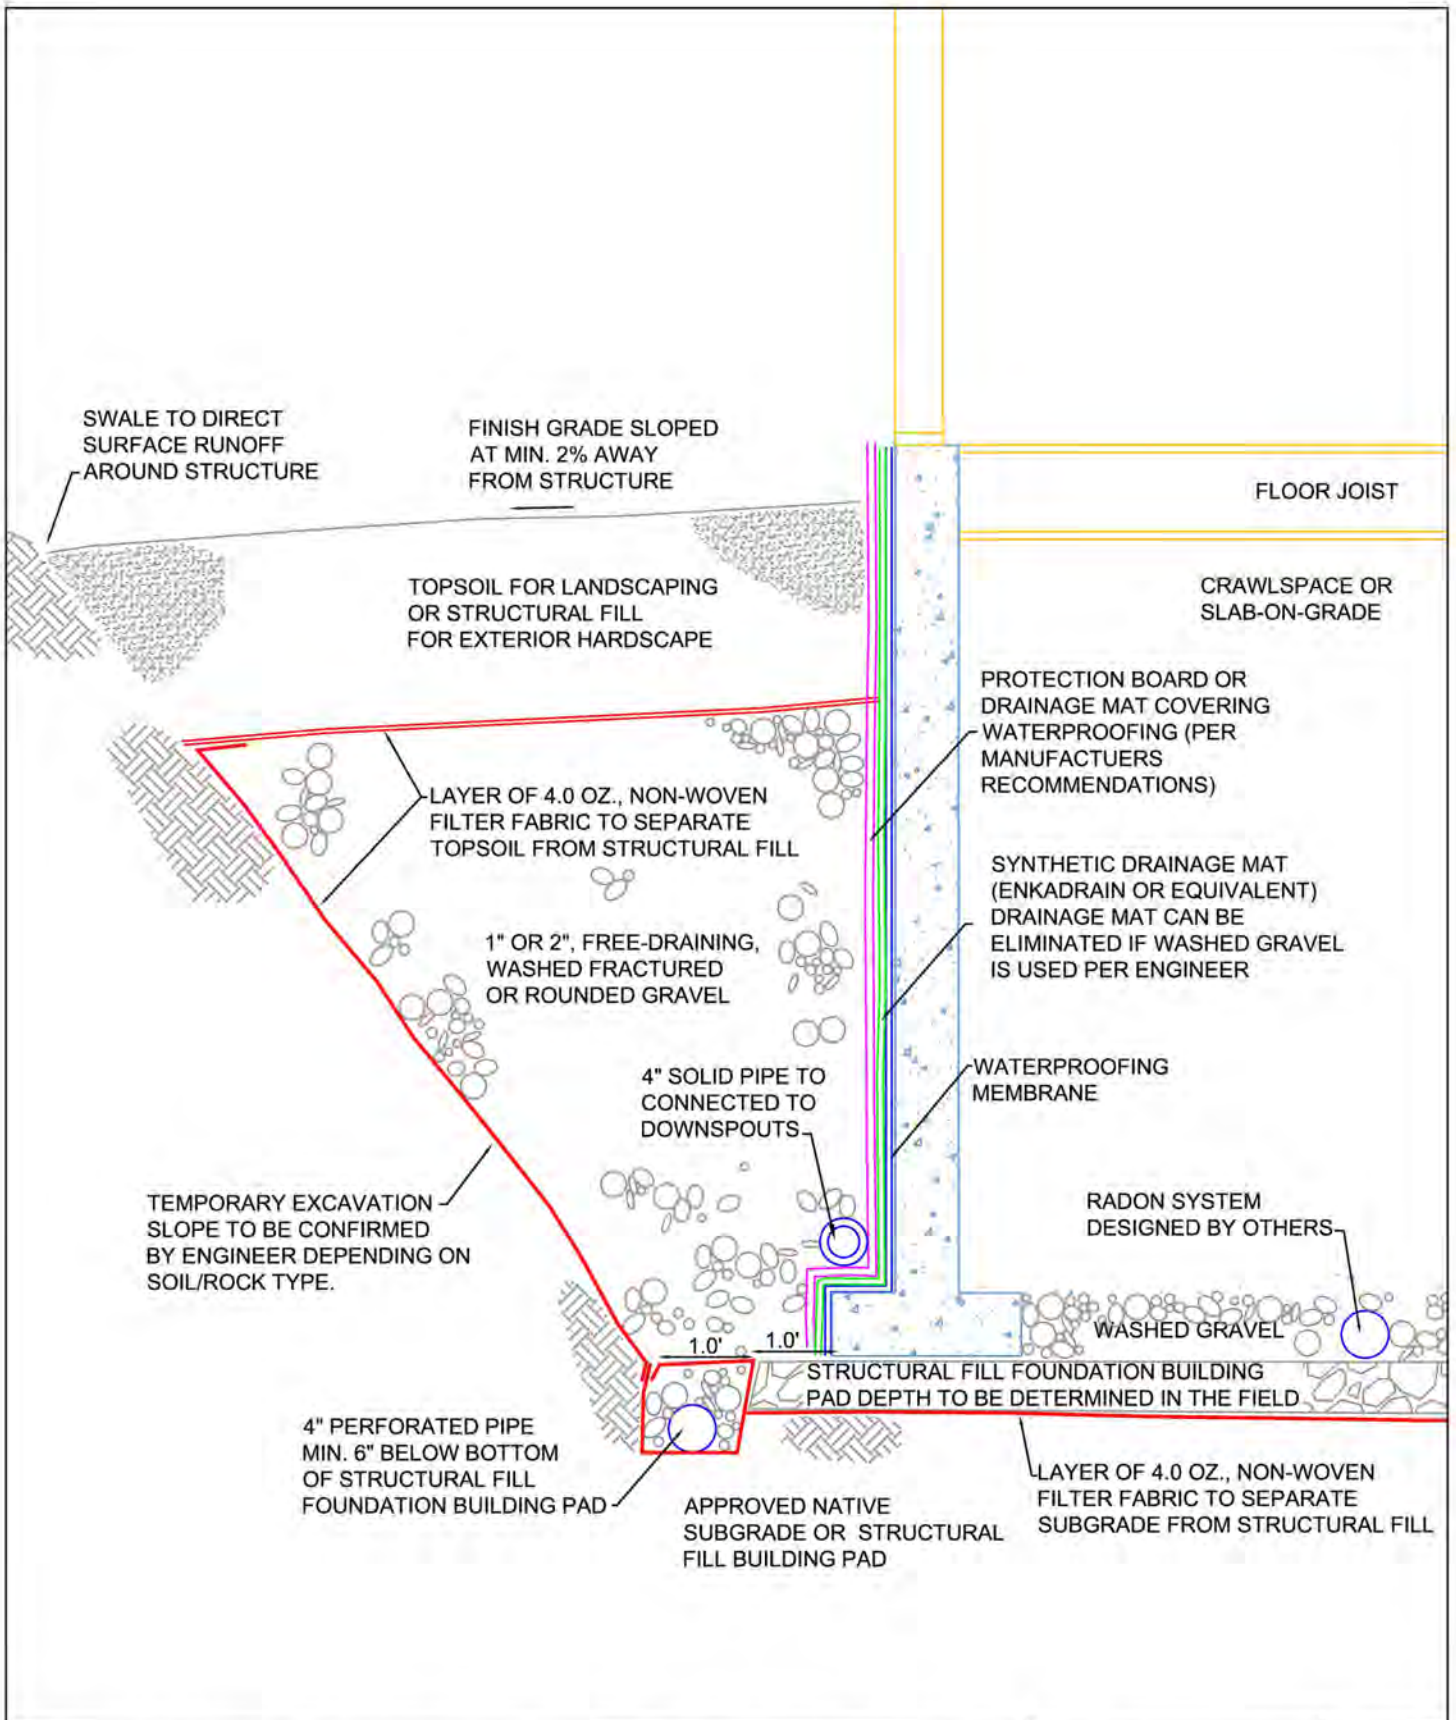 SWALE TO DIRECT
SURFACE RUNOFF
AROUND STRUCTURE
FINISH GRADE SLOPED
AT MIN. 2% AWAY
FROM STRUCTURE
FLOOR JOIST
TOPSOIL FOR LANDSCAPING
OR STRUCTURAL FILL
FOR EXTERIOR HARDSCAPE
CRAWLSPACE OR
SLAB-ON-GRADE
PROTECTION BOARD OR
DRAINAGE MAT COVERING
WATERPROOFING (PER
MANUFACTUERS
RECOMMENDATIONS)
LAYER OF 4.0 OZ., NON-WOVEN
FILTER FABRIC TO SEPARATE
TOPSOIL FROM STRUCTURAL FILL
SYNTHETIC DRAINAGE MAT
(ENKADRAIN OR EQUIVALENT)
DRAINAGE MAT CAN BE
ELIMINATED IF WASHED GRAVEL
IS USED PER ENGINEER
1" OR 2", FREE-DRAINING,
WASHED FRACTURED
OR ROUNDED GRAVEL
4" SOLID PIPE TO
CONNECTED TO
DOWNSPOUTS
WATERPROOFING
MEMBRANE
TEMPORARY EXCAVATION
SLOPE TO BE CONFIRMED
BY ENGINEER DEPENDING ON
SOIL/ROCK TYPE.
RADON SYSTEM
DESIGNED BY OTHERS
WASHED GRAVEL
1.0'
1.0'
STRUCTURAL FILL FOUNDATION BUILDING
PAD DEPTH TO BE DETERMINED IN THE FIELD
4" PERFORATED PIPE
MIN. 6" BELOW BOTTOM
OF STRUCTURAL FILL
FOUNDATION BUILDING PAD
APPROVED NATIVE
SUBGRADE OR STRUCTURAL
FILL BUILDING PAD
LAYER OF 4.0 OZ., NON-WOVEN
FILTER FABRIC TO SEPARATE
SUBGRADE FROM STRUCTURAL FILL